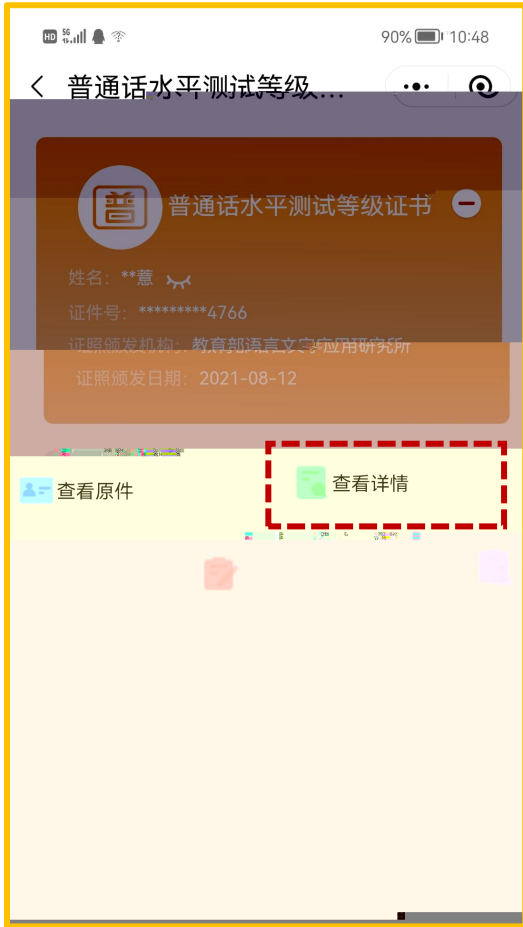 HD 5G 90% 10:48
普通话水平测试等级...
普
普通话水平测试等级证书
姓名：**薏
证件号：*********4766
证照颁发机构：教育部语言文字应用研究所
证照颁发日期：2021-08-12
查看原件
查看详情